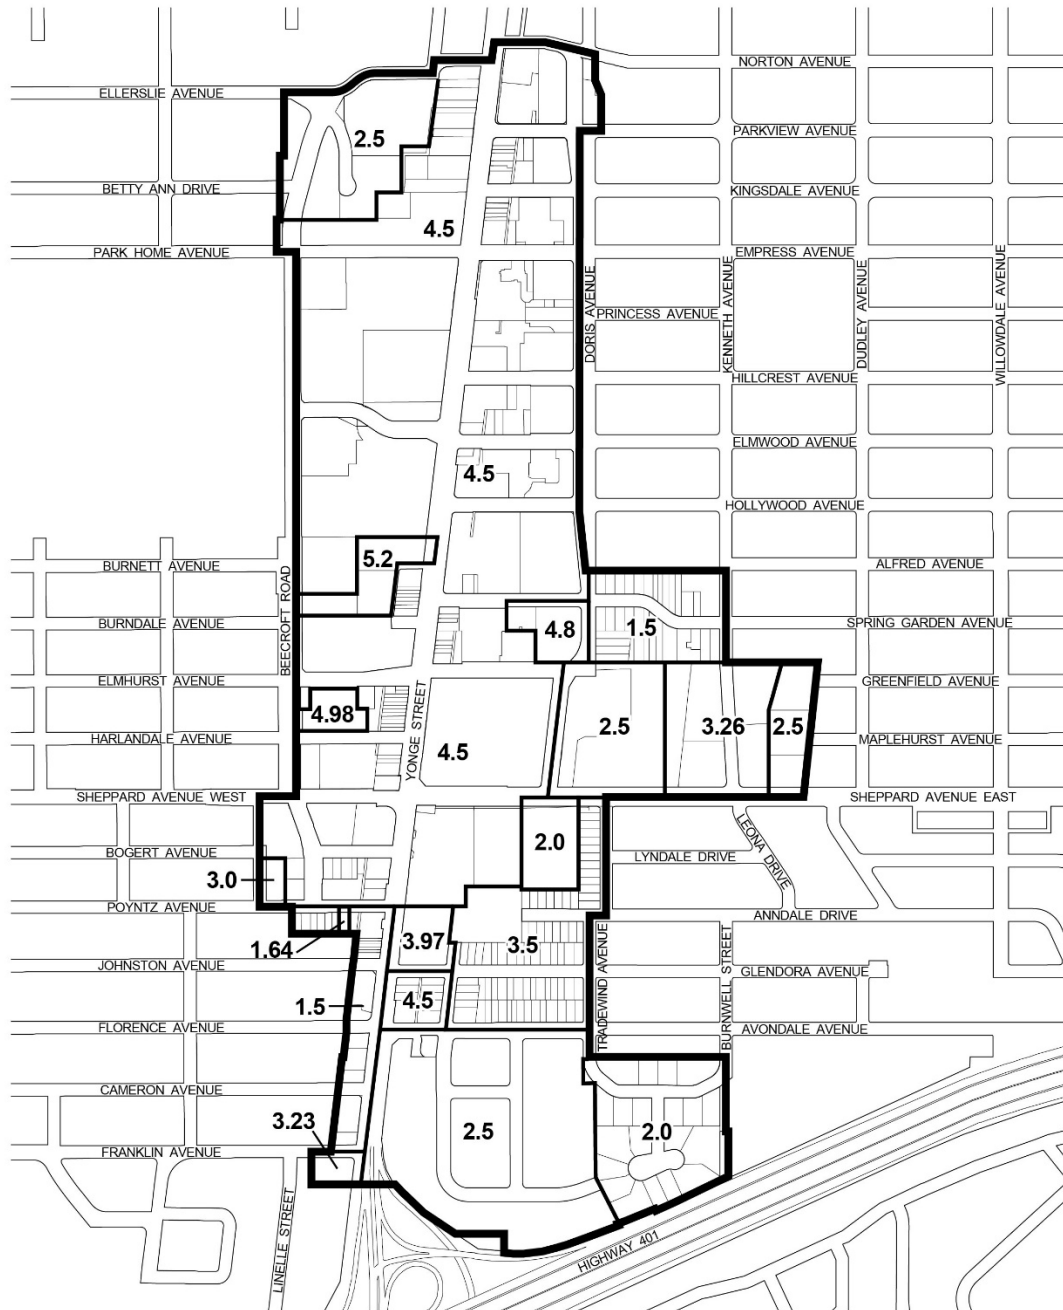 NORTON AVENUE
ELLERSLIE AVENUE
2.5
PARKVIEW AVENUE
BETTY ANN DRIVE
KINGSDALE AVENUE
4.5
PARK HOME AVENUE
EMPRESS AVENUE
DORIS AVENUE
KENNETH AVENUE
DUDLEY AVENUE
WILLOWDALE AVENUE
PRINCESS AVENUE
HILLCREST AVENUE
ELMWOOD AVENUE
4.5
HOLLYWOOD AVENUE
5.2
BURNETT AVENUE
ALFRED AVENUE
BEECROFT ROAD
BURNDALE AVENUE
4.8
1.5
SPRING GARDEN AVENUE
ELMHURST AVENUE
GREENFIELD AVENUE
4.98
YONGE STREET
2.5
3.26
2.5
HARLANDALE AVENUE
4.5
MAPLEHURST AVENUE
SHEPPARD AVENUE WEST
SHEPPARD AVENUE EAST
BOGERT AVENUE
2.0
LYNDALE DRIVE
LEONA DRIVE
3.0
POYNTZ AVENUE
ANNDALE DRIVE
1.64
3.97
3.5
JOHNSTON AVENUE
GLENDORA AVENUE
TRADEWIND AVENUE
BURNWELL STREET
1.5
4.5
FLORENCE AVENUE
AVONDALE AVENUE
CAMERON AVENUE
3.23
2.5
2.0
FRANKLIN AVENUE
LINELLE STREET
HIGHWAY 401